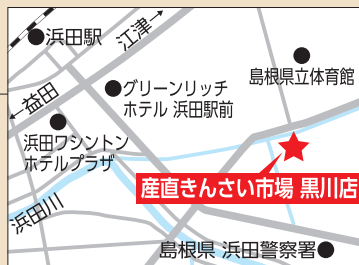 浜田駅
江津
島根県立体育館
グリーンリッチ
ホテル 浜田駅前
益田
浜田ワシントン
ホテルプラザ
産直きんさい市場 黒川店
浜田川
島根県 浜田警察署